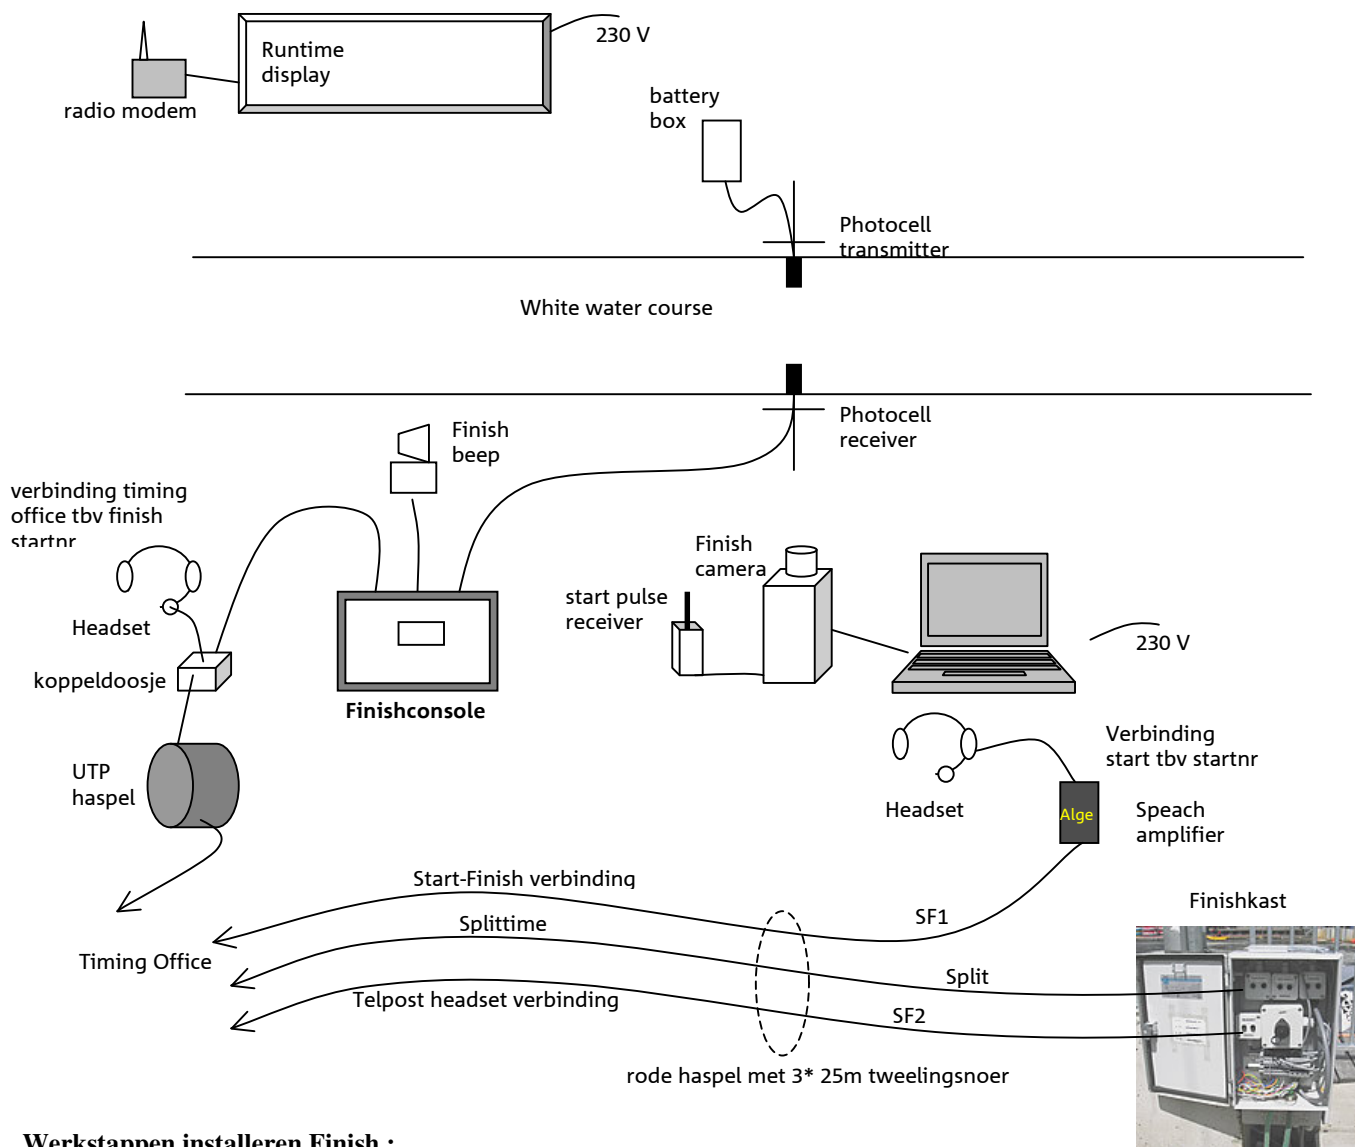 Runtime
display
230 V
radio modem
battery
box
Photocell
transmitter
White water course
Photocell
receiver
Finish
beep
verbinding timing
office tbv finish
startnr
Headset
koppeldoosje
Finishconsole
Finish
camera
start pulse
receiver
230 V
UTP
haspel
Headset
Verbinding
start tbv startnr
Alge
Speach
amplifier
Start-Finish verbinding
SF1
Finishkast
Splittime
Timing Office
Split
Telpost headset verbinding
SF2
rode haspel met 3* 25m tweelingsnoer
Werkstappen installeren Finish :